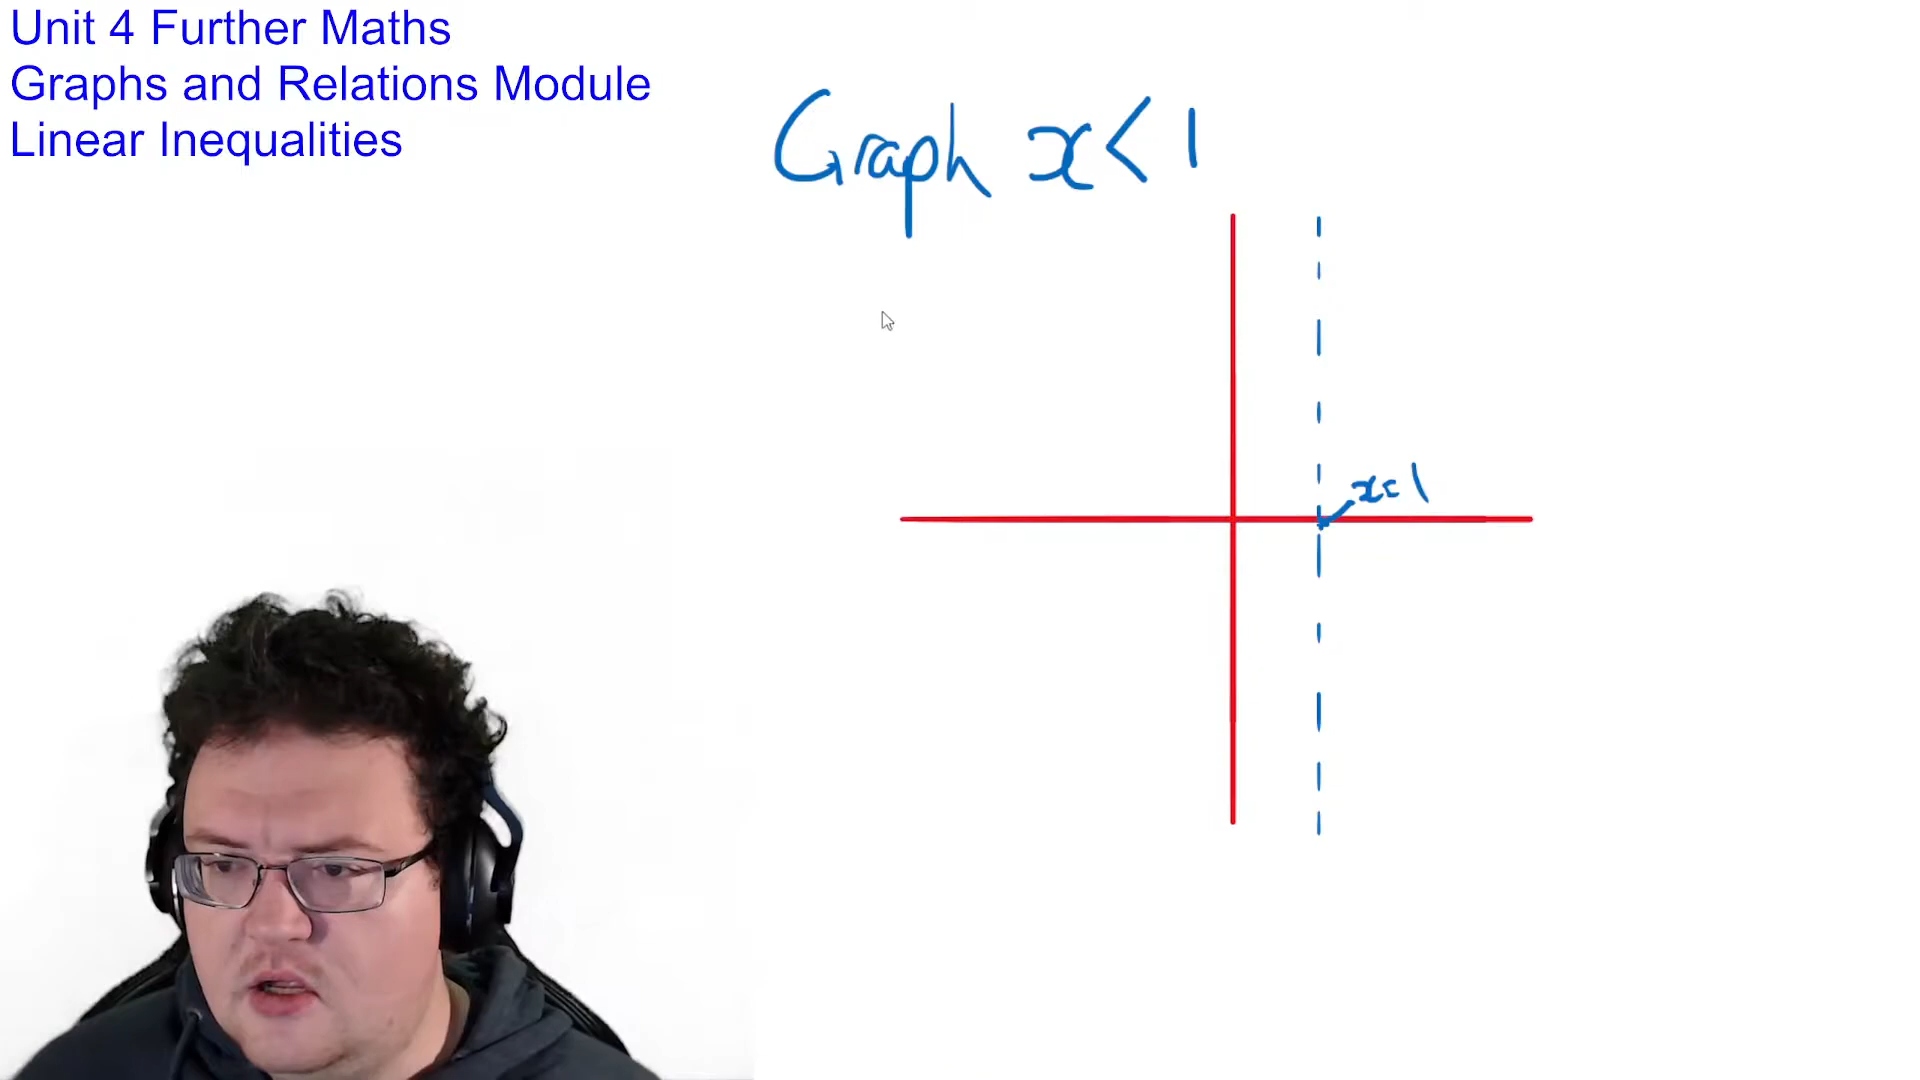 Unit 4 Further Maths
Graphs and Relations Module
Linear Inequalities
Graph x < 1
x = 1